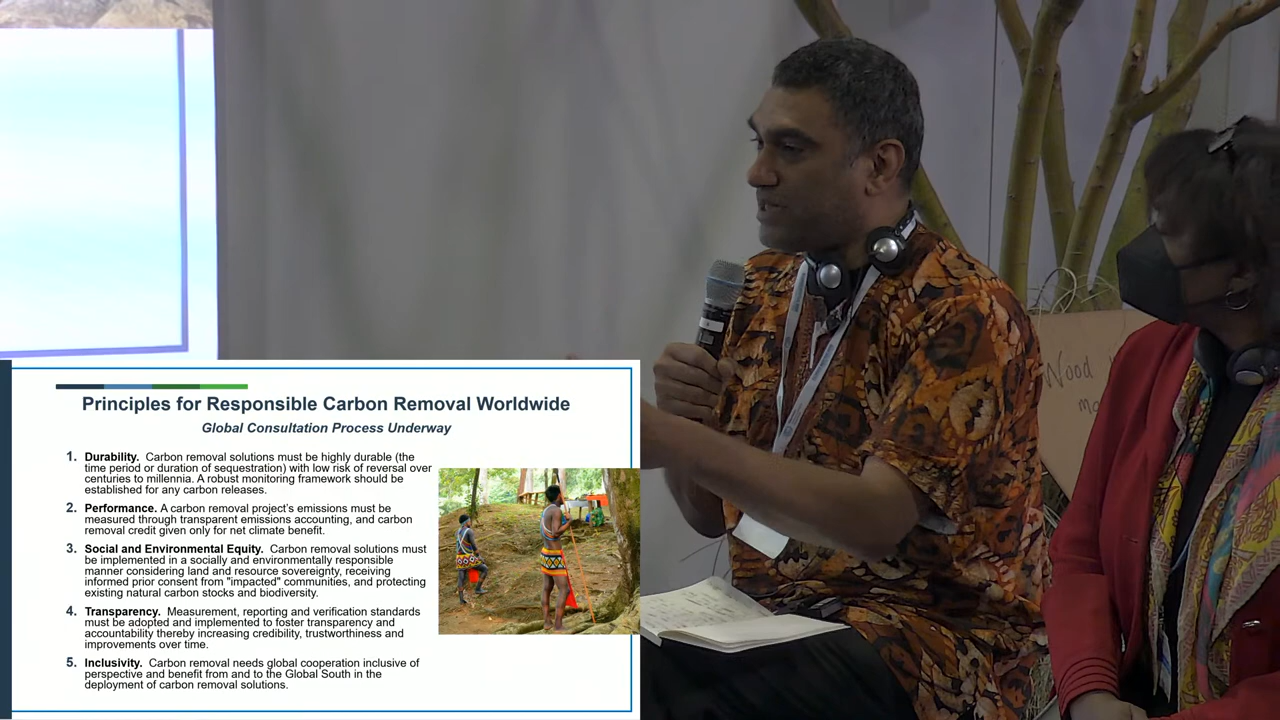 Principles for Responsible Carbon Removal Worldwide
Global Consultation Process Underway
1. Durability. Carbon removal solutions must be highly durable (the
time period or duration of sequestration) with low risk of reversal over
centuries to millennia. A robust monitoring framework should be
established for any carbon releases.
2. Performance. A carbon removal project's emissions must be
measured through transparent emissions accounting, and carbon
removal credit given only for net climate benefit.
3. Social and Environmental Equity. Carbon removal solutions must
be implemented in a socially and environmentally responsible
manner considering land and resource sovereignty, receiving
informed prior consent from "impacted" communities, and protecting
existing natural carbon stocks and biodiversity.
4. Transparency. Measurement, reporting and verification standards
must be adopted and implemented to foster transparency and
accountability thereby increasing credibility, trustworthiness and
improvements over time.
5. Inclusivity. Carbon removal needs global cooperation inclusive of
perspective and benefit from and to the Global South in the
deployment of carbon removal solutions.
Wood